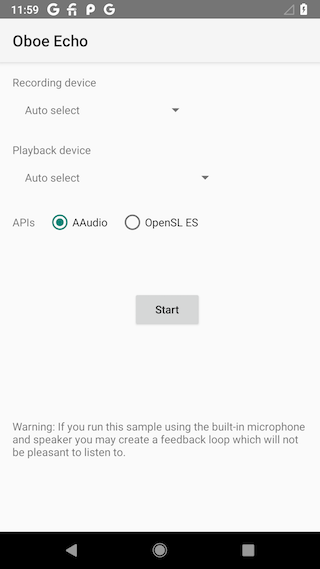 11:59
Oboe Echo
Recording device
Auto select
Playback device
Auto select
APIs AAudio OpenSL ES
Start
Warning: If you run this sample using the built-in microphone
and speaker you may create a feedback loop which will not
be pleasant to listen to.